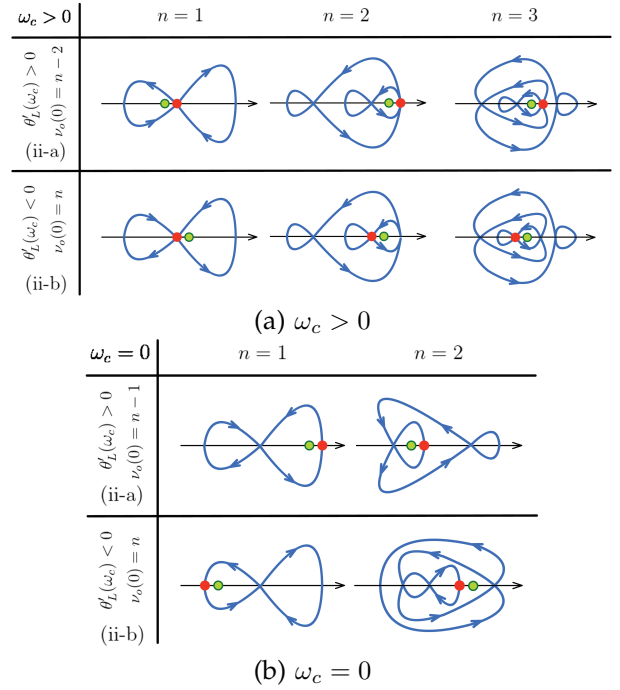 ω_c > 0 n = 1 n = 2 n = 3
θ′_L(ω_c) > 0
ν_o(0) = n − 2
(ii-a)
θ′_L(ω_c) < 0
ν_o(0) = n
(ii-b)
(a) ω_c > 0
ω_c = 0 n = 1 n = 2
θ′_L(ω_c) > 0
ν_o(0) = n − 1
(ii-a)
θ′_L(ω_c) < 0
ν_o(0) = n
(ii-b)
(b) ω_c = 0